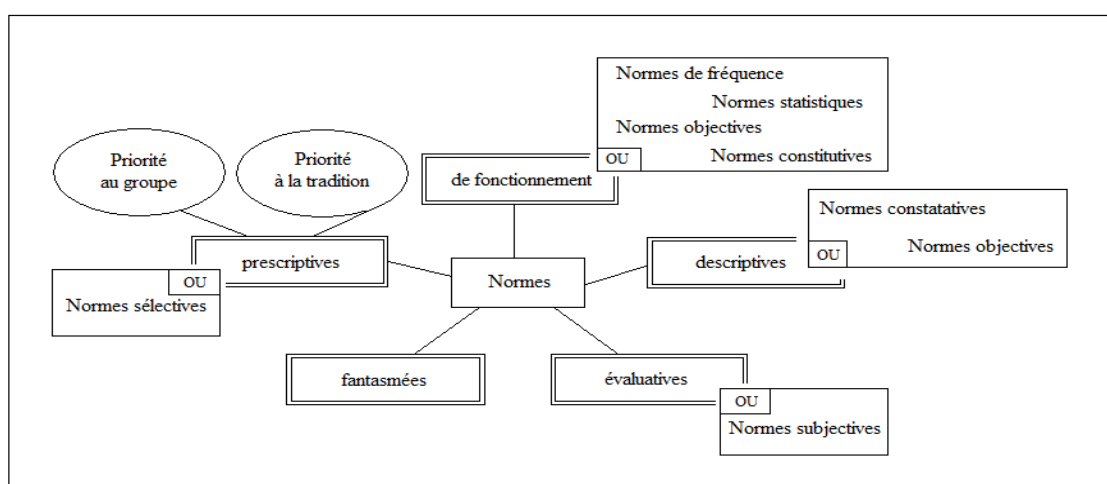 Normes de fréquence
Normes statistiques
Normes objectives
OU
Normes constitutives
Priorité
au groupe
Priorité
à la tradition
de fonctionnement
Normes constatatives
Normes objectives
OU
prescriptives
descriptives
OU
Normes sélectives
Normes
fantasmées
évaluatives
OU
Normes subjectives